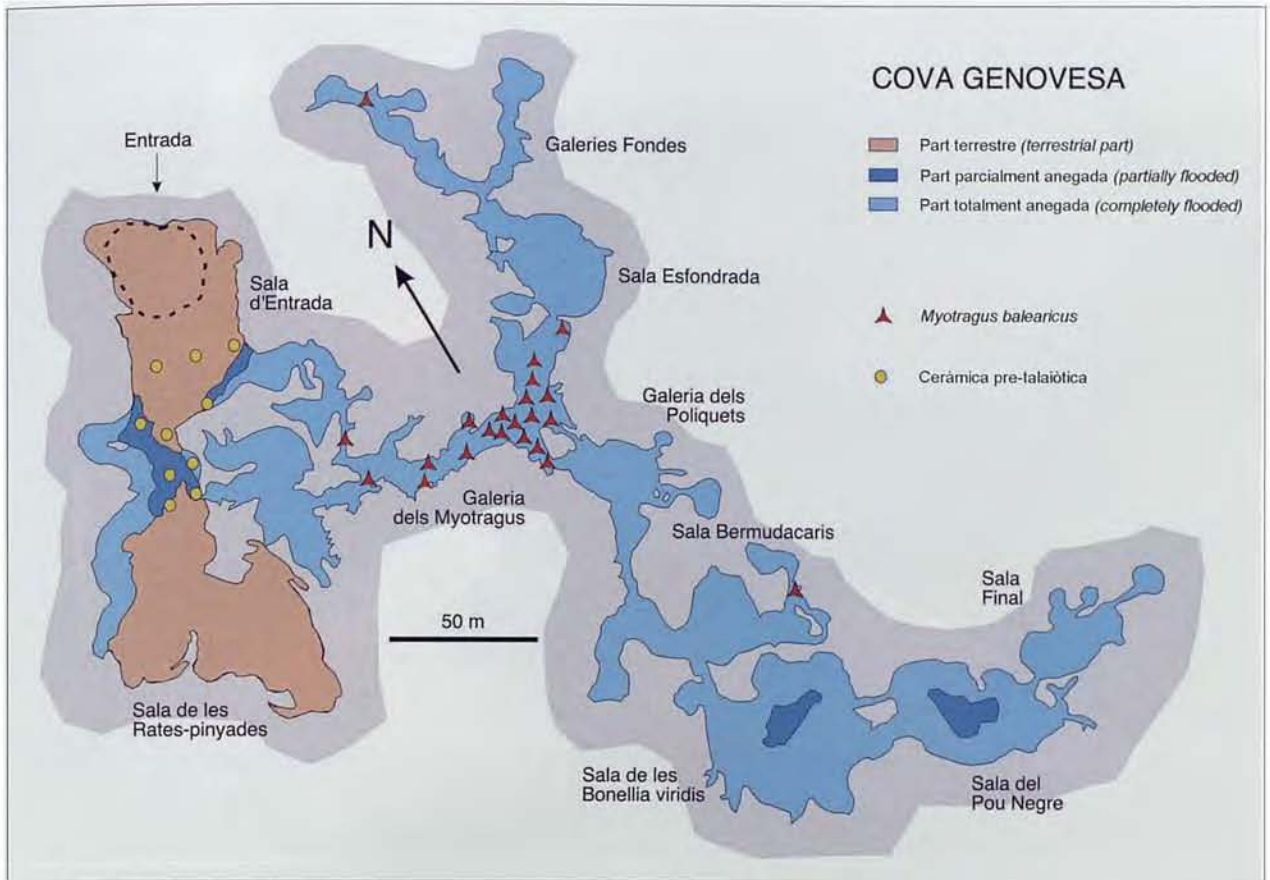 COVA GENOVESA
Part terrestre (terrestrial part)
Part parcialment anegada (partially flooded)
Part totalment anegada (completely flooded)
Myotragus balearicus
Ceràmica pre-talaiòtica
Entrada
Galeries Fondes
N
Sala
d'Entrada
Sala Esfondrada
Galeria dels
Poliquets
Galeria
dels Myotragus
Sala Bermudacaris
Sala
Final
50 m
Sala de les
Rates-pinyades
Sala de les
Bonellia viridis
Sala del
Pou Negre